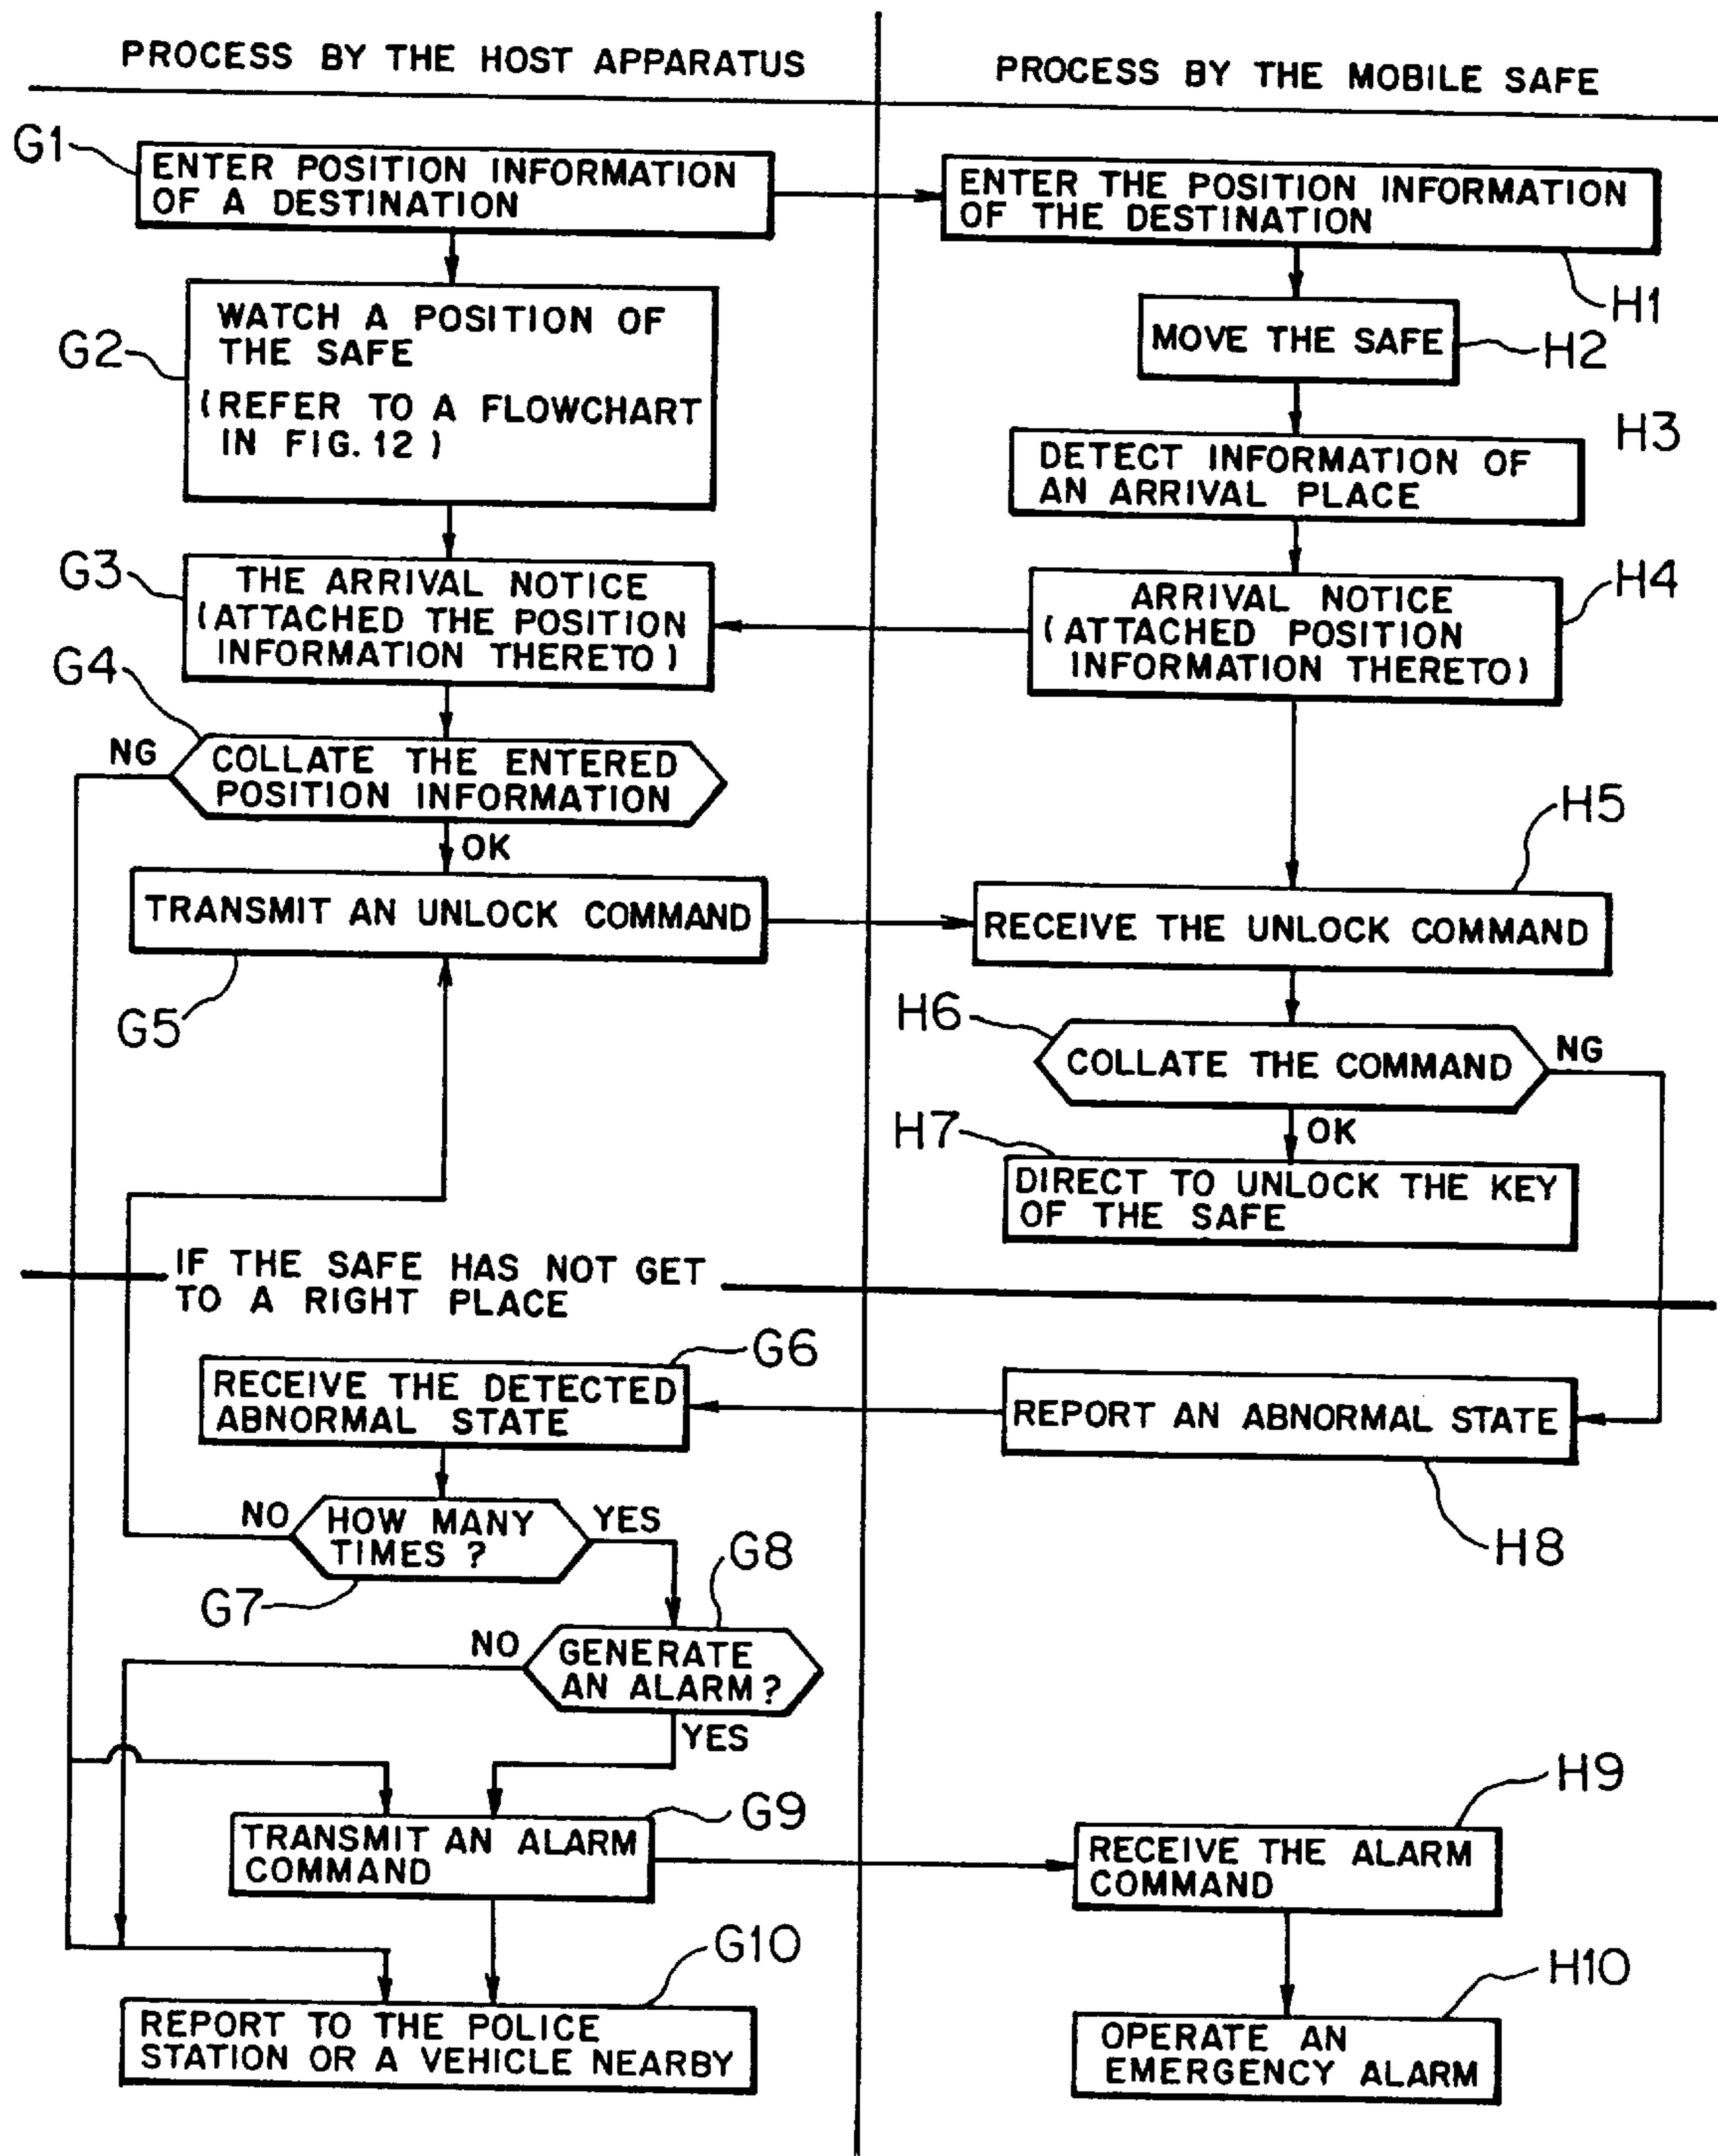 PROCESS BY THE HOST APPARATUS
PROCESS BY THE MOBILE SAFE
G1
ENTER POSITION INFORMATION
OF A DESTINATION
ENTER THE POSITION INFORMATION
OF THE DESTINATION
H1
G2
WATCH A POSITION OF
THE SAFE
(REFER TO A FLOWCHART
IN FIG.12)
MOVE THE SAFE
H2
H3
DETECT INFORMATION OF
AN ARRIVAL PLACE
G3
THE ARRIVAL NOTICE
(ATTACHED THE POSITION
INFORMATION THERETO)
ARRIVAL NOTICE
(ATTACHED POSITION
INFORMATION THERETO)
H4
G4
NG
COLLATE THE ENTERED
POSITION INFORMATION
OK
TRANSMIT AN UNLOCK COMMAND
G5
H5
RECEIVE THE UNLOCK COMMAND
H6
COLLATE THE COMMAND
NG
OK
H7
DIRECT TO UNLOCK THE KEY
OF THE SAFE
IF THE SAFE HAS NOT GET
TO A RIGHT PLACE
G6
RECEIVE THE DETECTED
ABNORMAL STATE
REPORT AN ABNORMAL STATE
H8
NO
HOW MANY
TIMES ?
YES
G7
G8
NO
GENERATE
AN ALARM ?
YES
G9
TRANSMIT AN ALARM
COMMAND
H9
RECEIVE THE ALARM
COMMAND
G10
REPORT TO THE POLICE
STATION OR A VEHICLE NEARBY
H10
OPERATE AN
EMERGENCY ALARM